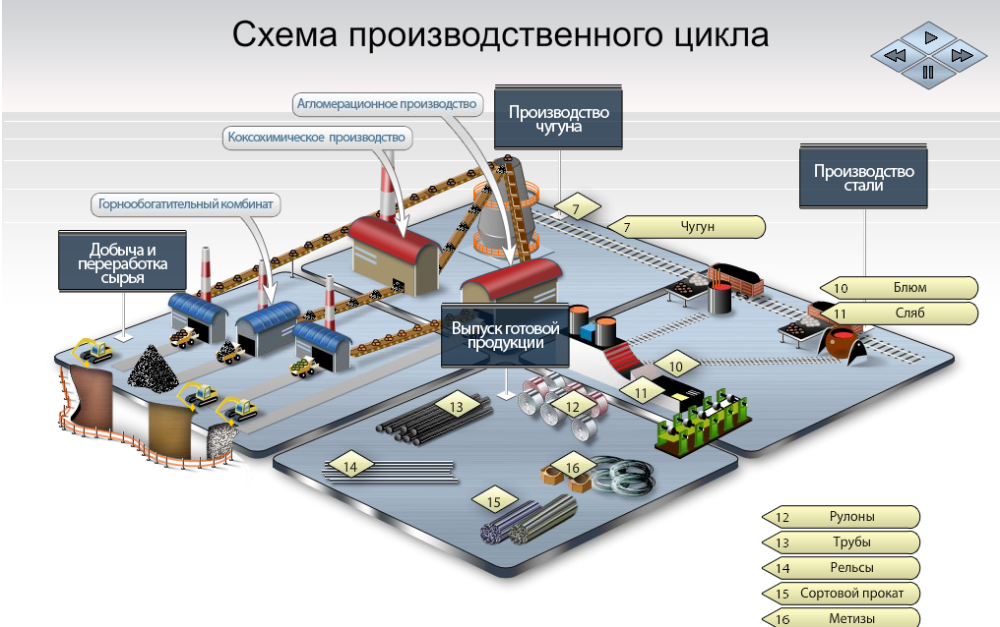 Схема производственного цикла
Агломерационное производство
Производство
чугуна
Коксохимическое производство
Производство
стали
Горнообогатительный комбинат
7
7 Чугун
Добыча и
переработка
сырья
10 Блюм
11 Сляб
Выпуск готовой
продукции
10
11
13
12
14
16
15
12 Рулоны
13 Трубы
14 Рельсы
15 Сортовой прокат
16 Метизы